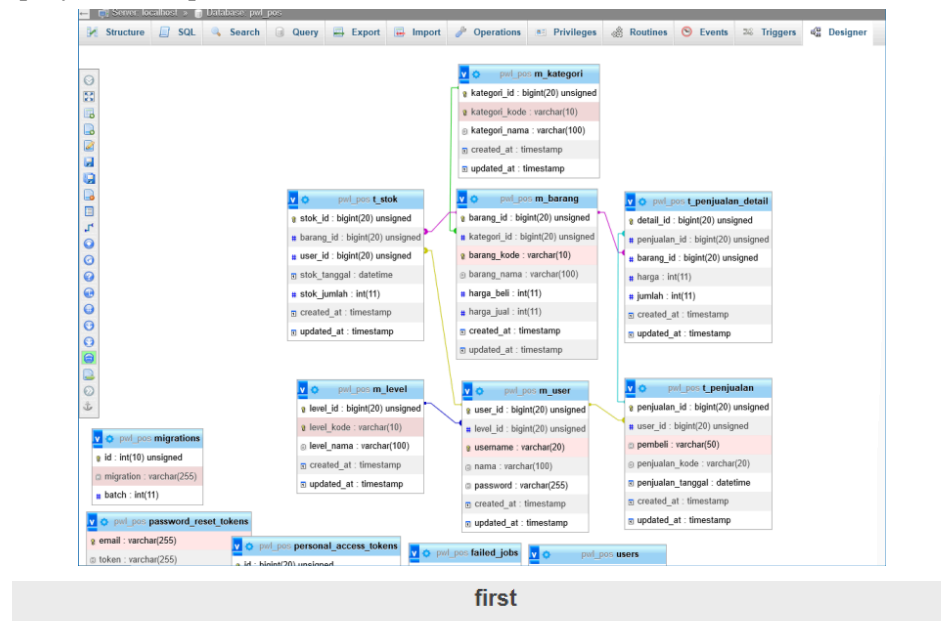 Server: localhost » Database: pwl_pos
Structure SQL Search Query Export Import Operations Privileges Routines Events Triggers Designer
pwl_pos m_kategori
kategori_id : bigint(20) unsigned
kategori_kode : varchar(10)
kategori_nama : varchar(100)
created_at : timestamp
updated_at : timestamp
pwl_pos t_stok
stok_id : bigint(20) unsigned
barang_id : bigint(20) unsigned
user_id : bigint(20) unsigned
stok_tanggal : datetime
stok_jumlah : int(11)
created_at : timestamp
updated_at : timestamp
pwl_pos m_barang
barang_id : bigint(20) unsigned
kategori_id : bigint(20) unsigned
barang_kode : varchar(10)
barang_nama : varchar(100)
harga_beli : int(11)
harga_jual : int(11)
created_at : timestamp
updated_at : timestamp
pwl_pos t_penjualan_detail
detail_id : bigint(20) unsigned
penjualan_id : bigint(20) unsigned
barang_id : bigint(20) unsigned
harga : int(11)
jumlah : int(11)
created_at : timestamp
updated_at : timestamp
pwl_pos m_level
level_id : bigint(20) unsigned
level_kode : varchar(10)
level_nama : varchar(100)
created_at : timestamp
updated_at : timestamp
pwl_pos m_user
user_id : bigint(20) unsigned
level_id : bigint(20) unsigned
username : varchar(20)
nama : varchar(100)
password : varchar(255)
created_at : timestamp
updated_at : timestamp
pwl_pos t_penjualan
penjualan_id : bigint(20) unsigned
user_id : bigint(20) unsigned
pembeli : varchar(50)
penjualan_kode : varchar(20)
penjualan_tanggal : datetime
created_at : timestamp
updated_at : timestamp
pwl_pos migrations
id : int(10) unsigned
migration : varchar(255)
batch : int(11)
pwl_pos password_reset_tokens
email : varchar(255)
token : varchar(255)
pwl_pos personal_access_tokens
id : bigint(20) unsigned
pwl_pos failed_jobs
pwl_pos users
first